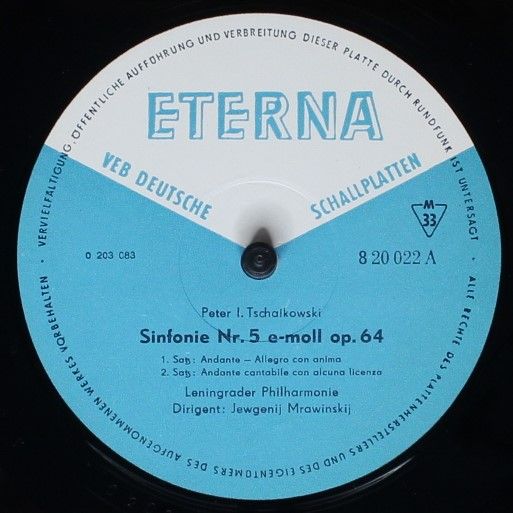 VERVIELFÄLTIGUNG, ÖFFENTLICHE AUFFÜHRUNG UND VERBREITUNG DIESER PLATTE DURCH RUNDFUNK IST UNTERSAGT · ALLE RECHTE DES PLATTENHERSTELLERS UND DES EIGENTÜMERS DES AUFGENOMMENEN WERKES VORBEHALTEN ·
ETERNA
VEB DEUTSCHE SCHALLPLATTEN
M
33
0 203 083
8 20 022 A
Peter I. Tschaikowski
Sinfonie Nr. 5 e-moll op. 64
1. Satz: Andante – Allegro con anima
2. Satz: Andante cantabile con alcuna licenza
Leningrader Philharmonie
Dirigent: Jewgenij Mrawinskij